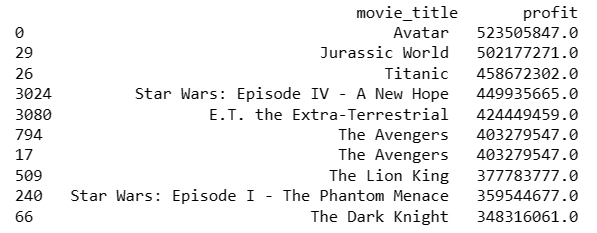 movie_title profit
0 Avatar 523505847.0
29 Jurassic World 502177271.0
26 Titanic 458672302.0
3024 Star Wars: Episode IV - A New Hope 449935665.0
3080 E.T. the Extra-Terrestrial 424449459.0
794 The Avengers 403279547.0
17 The Avengers 403279547.0
509 The Lion King 377783777.0
240 Star Wars: Episode I - The Phantom Menace 359544677.0
66 The Dark Knight 348316061.0